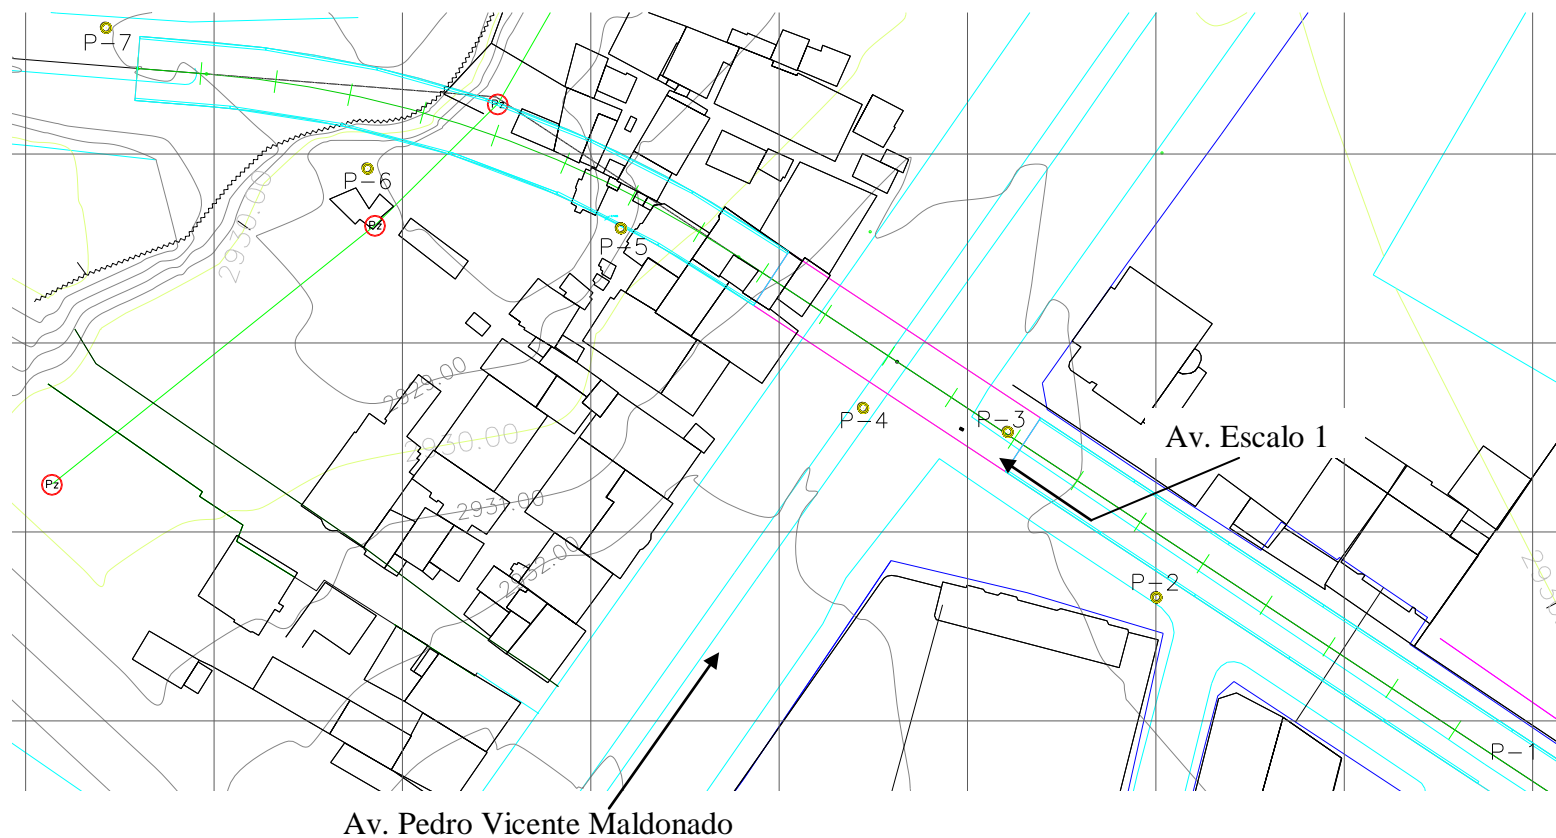 P-7
Pz
P-6
2930.00
Pz
P-5
2829.00
P-4
P-3
Av. Escalo 1
2930.00
Pz
2931.00
2932.00
P-2
P-1
Av. Pedro Vicente Maldonado